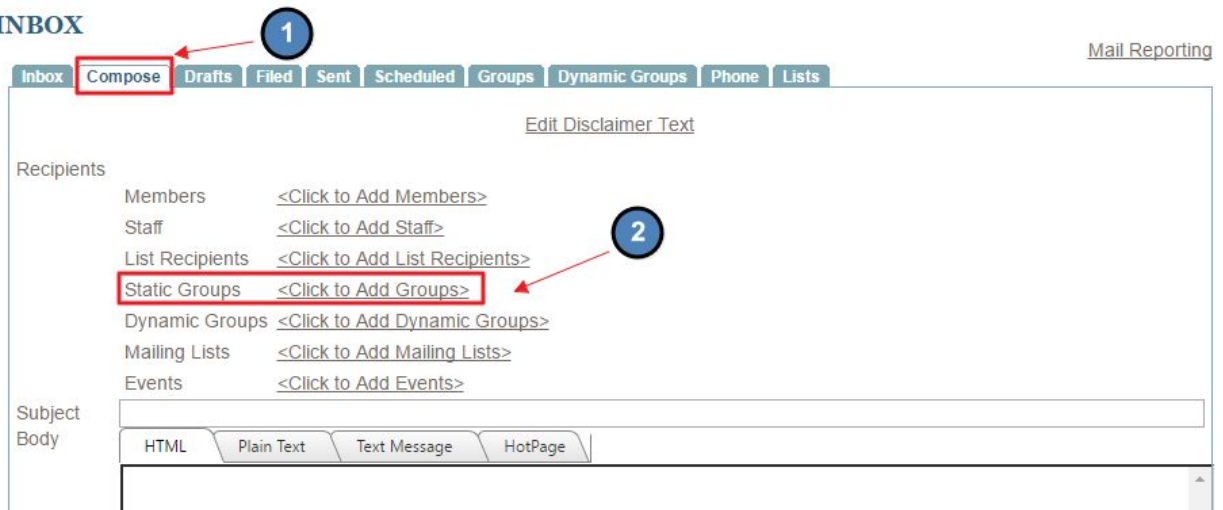 INBOX
1
Mail Reporting
Inbox Compose Drafts Filed Sent Scheduled Groups Dynamic Groups Phone Lists
Edit Disclaimer Text
Recipients
Members <Click to Add Members>
Staff <Click to Add Staff>
2
List Recipients <Click to Add List Recipients>
Static Groups <Click to Add Groups>
Dynamic Groups <Click to Add Dynamic Groups>
Mailing Lists <Click to Add Mailing Lists>
Events <Click to Add Events>
Subject
Body HTML Plain Text Text Message HotPage